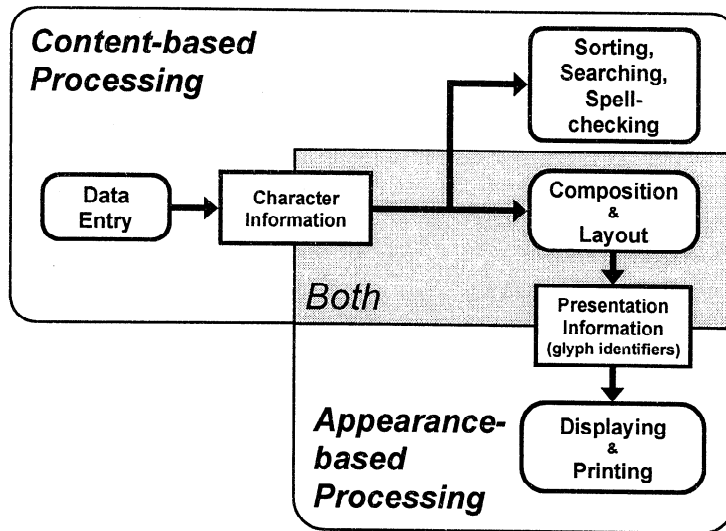 Content-based
Processing
Sorting,
Searching,
Spell-
checking
Data
Entry
Character
Information
Composition
&
Layout
Both
Presentation
Information
(glyph identifiers)
Appearance-
based
Processing
Displaying
&
Printing